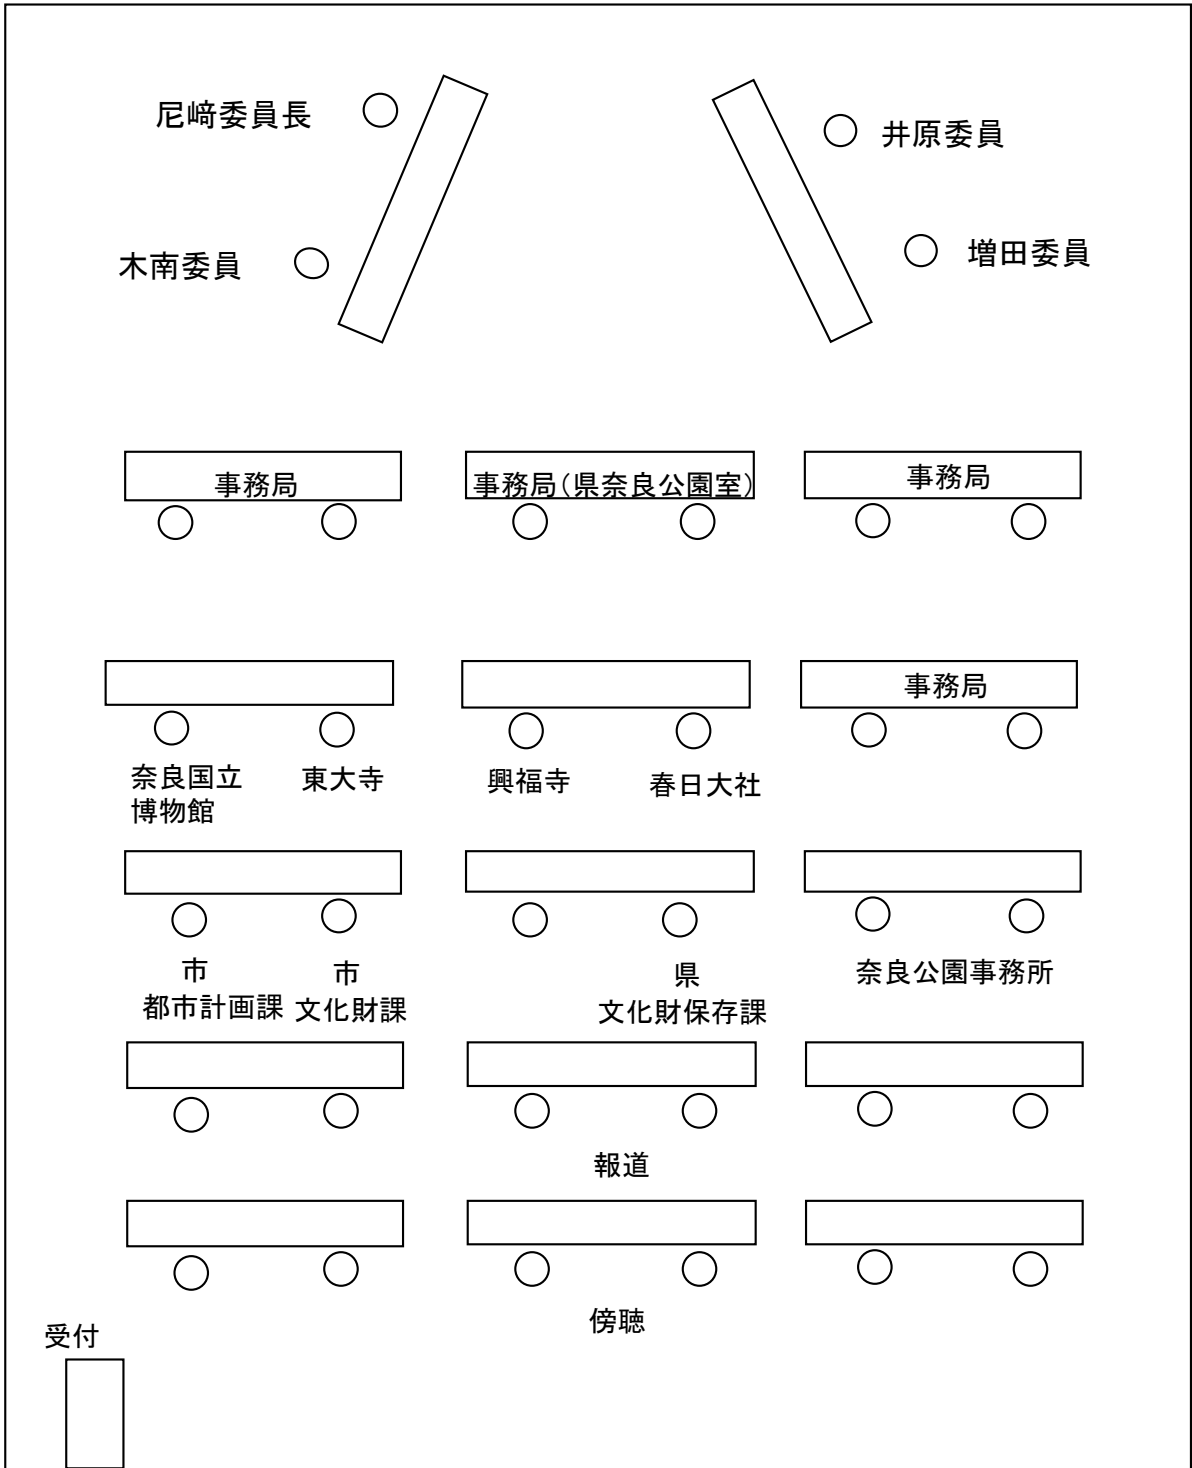 尼﨑委員長
井原委員
木南委員
増田委員
事務局
事務局(県奈良公園室)
事務局
事務局
奈良国立
博物館
東大寺
興福寺
春日大社
市
都市計画課
市
文化財課
県
文化財保存課
奈良公園事務所
報道
傍聴
受付